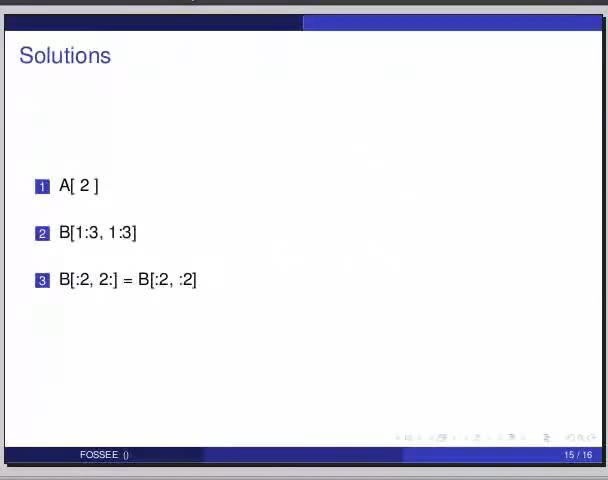 Solutions
1 A[ 2 ]
2 B[1:3, 1:3]
3 B[:2, 2:] = B[:2, :2]
FOSSEE () 15 / 16